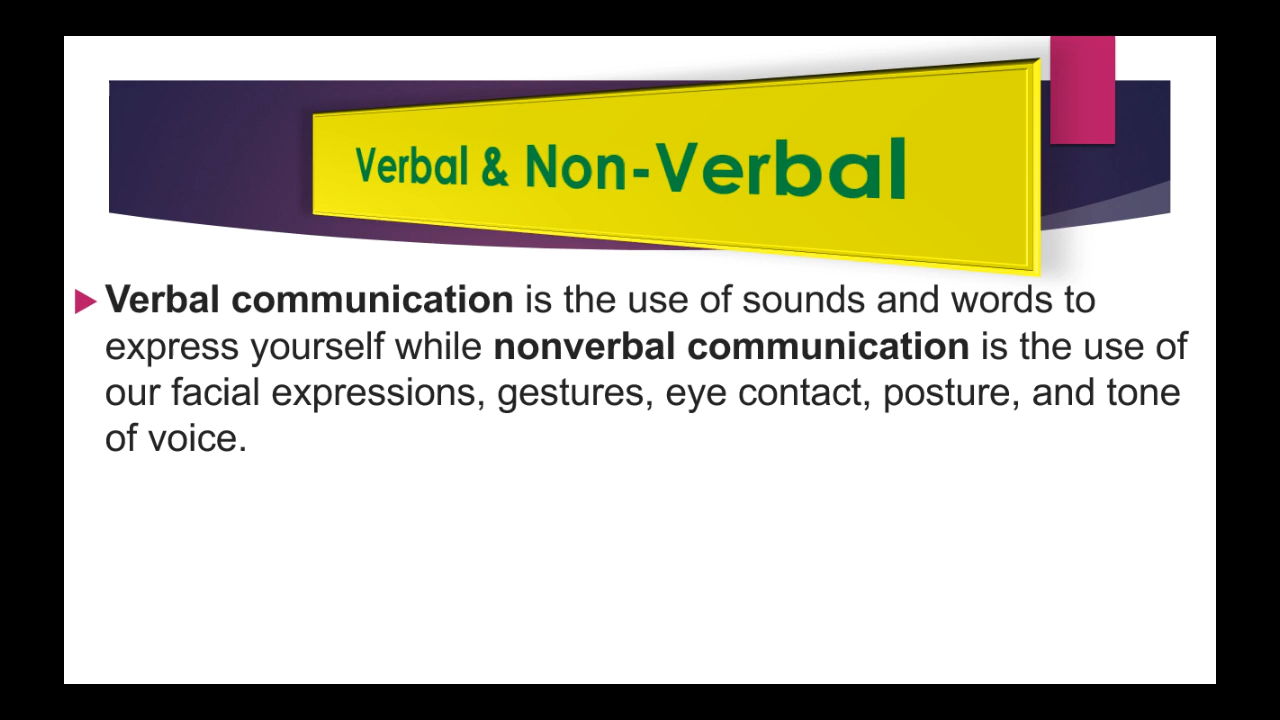 Verbal & Non-Verbal
Verbal communication is the use of sounds and words to
express yourself while nonverbal communication is the use of
our facial expressions, gestures, eye contact, posture, and tone
of voice.